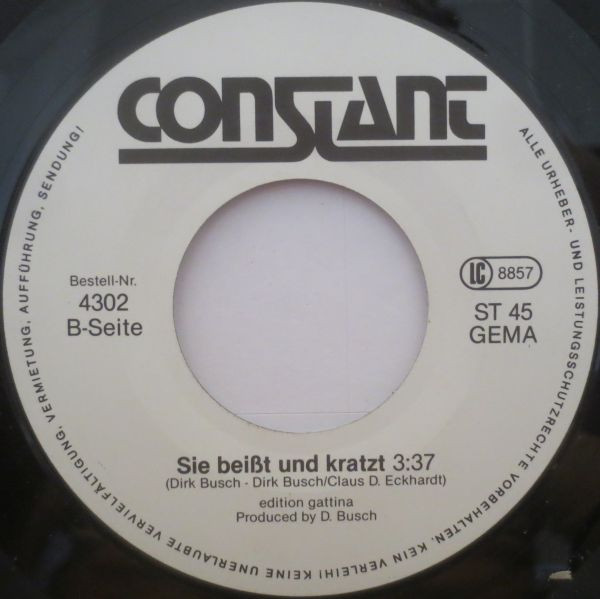 CONSTANT
Bestell-Nr.
4302
B-Seite
LC 8857
ST 45
GEMA
Sie beißt und kratzt 3:37
(Dirk Busch - Dirk Busch/Claus D. Eckhardt)
edition gattina
Produced by D. Busch
ALLE URHEBER- UND LEISTUNGSSCHUTZRECHTE VORBEHALTEN. KEIN VERLEIH! KEINE UNERLAUBTE VERVIELFÄLTIGUNG, VERMIETUNG, AUFFÜHRUNG, SENDUNG!